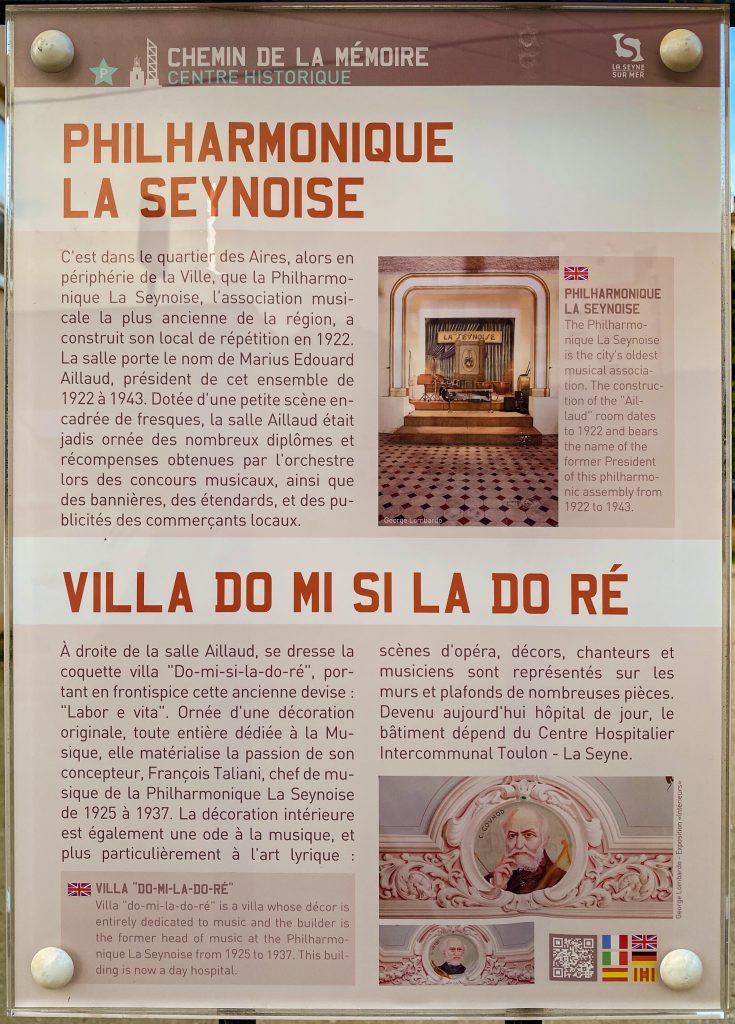 CHEMIN DE LA MÉMOIRE
P
CENTRE HISTORIQUE
LA SEYNE
SUR MER
PHILHARMONIQUE
LA SEYNOISE
C'est dans le quartier des Aires, alors en
périphérie de la Ville, que la Philharmo-
nique La Seynoise, l'association musi-
cale la plus ancienne de la région, a
construit son local de répétition en 1922.
La salle porte le nom de Marius Edouard
Aillaud, président de cet ensemble de
1922 à 1943. Dotée d'une petite scène en-
cadrée de fresques, la salle Aillaud était
jadis ornée des nombreux diplômes et
récompenses obtenues par l'orchestre
lors des concours musicaux, ainsi que
des bannières, des étendards, et des pu-
blicités des commerçants locaux.
LA SEYNOISE
George Lombardo
PHILHARMONIQUE
LA SEYNOISE
The Philharmo-
nique La Seynoise
is the city's oldest
musical associa-
tion. The construc-
tion of the "Ail-
laud" room dates
to 1922 and bears
the name of the
former President
of this philharmo-
nic assembly from
1922 to 1943.
VILLA DO MI SI LA DO RÉ
À droite de la salle Aillaud, se dresse la
coquette villa "Do-mi-si-la-do-ré", por-
tant en frontispice cette ancienne devise :
"Labor e vita". Ornée d'une décoration
originale, toute entière dédiée à la Mu-
sique, elle matérialise la passion de son
concepteur, François Taliani, chef de mu-
sique de la Philharmonique La Seynoise
de 1925 à 1937. La décoration intérieure
est également une ode à la musique, et
plus particulièrement à l'art lyrique :
scènes d'opéra, décors, chanteurs et
musiciens sont représentés sur les
murs et plafonds de nombreuses pièces.
Devenu aujourd'hui hôpital de jour, le
bâtiment dépend du Centre Hospitalier
Intercommunal Toulon - La Seyne.
VILLA "DO-MI-LA-DO-RÉ"
Villa "do-mi-la-do-ré" is a villa whose décor is
entirely dedicated to music and the builder is
the former head of music at the Philharmo-
nique La Seynoise from 1925 to 1937. This buil-
ding is now a day hospital.
C. GOUNOD
George Lombardo - Exposition «Intérieurs»